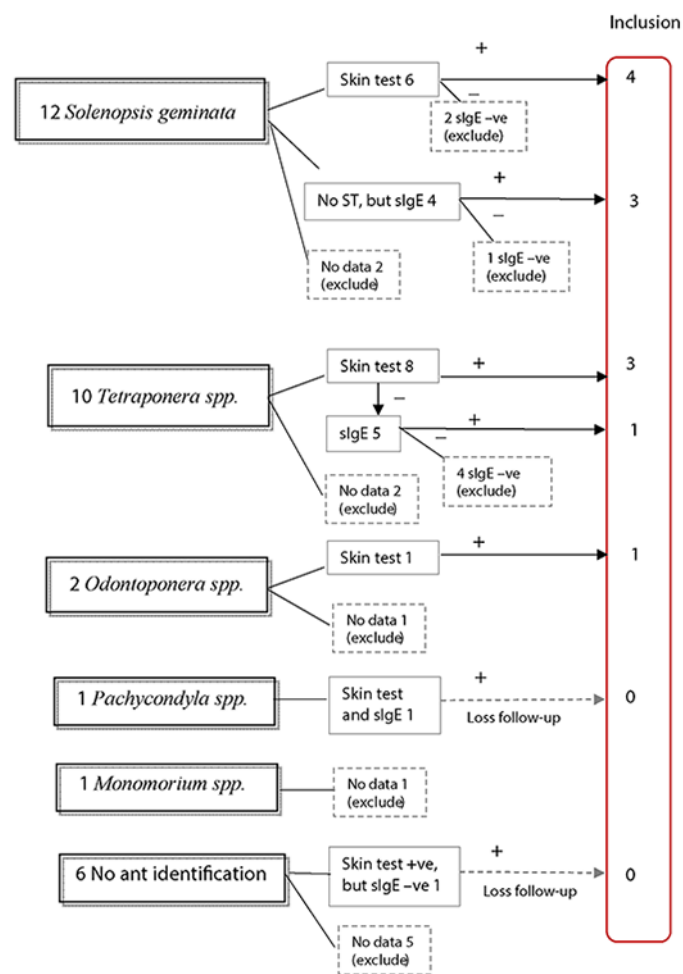 Inclusion
+
Skin test 6
4
–
12 Solenopsis geminata
2 sIgE –ve
(exclude)
+
No ST, but sIgE 4
3
–
1 sIgE –ve
(exclude)
No data 2
(exclude)
Skin test 8
+
3
10 Tetraponera spp.
–
+
sIgE 5
–
1
4 sIgE –ve
(exclude)
No data 2
(exclude)
+
Skin test 1
1
2 Odontoponera spp.
No data 1
(exclude)
+
1 Pachycondyla spp.
Skin test
and sIgE 1
Loss follow-up
0
1 Monomorium spp.
No data 1
(exclude)
+
6 No ant identification
Skin test +ve,
but sIgE –ve 1
Loss follow-up
0
No data 5
(exclude)